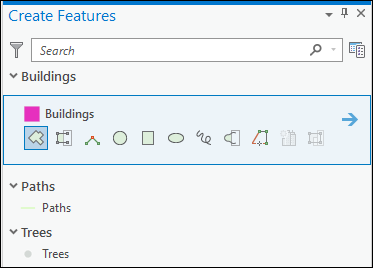 Create Features
Search
Buildings
Buildings
Paths
Paths
Trees
Trees